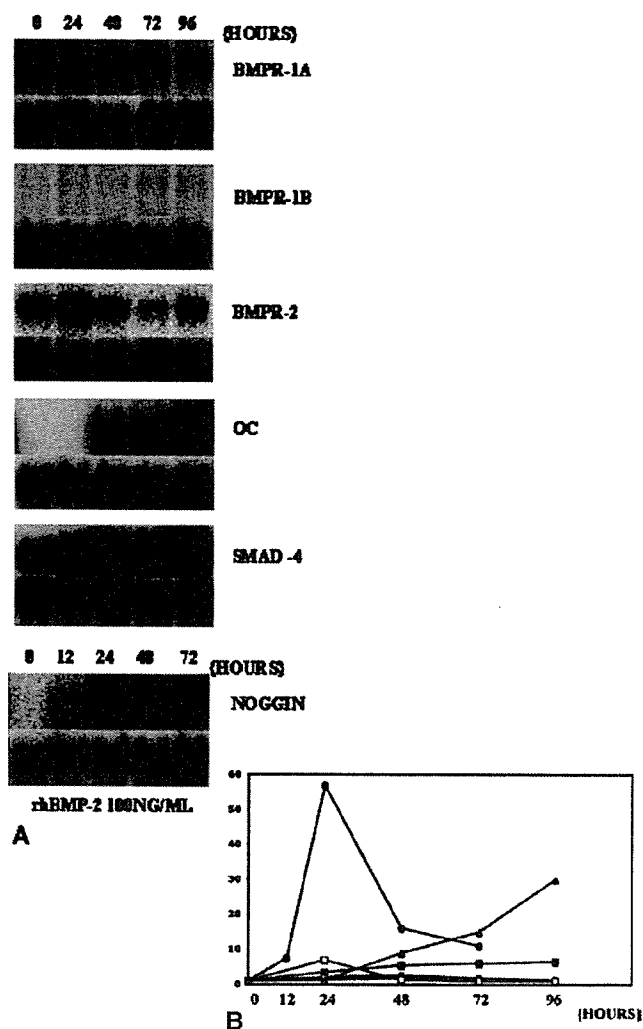 0 24 48 72 96 (HOURS)
BMPR-1A
BMPR-1B
BMPR-2
OC
SMAD -4
0 12 24 48 72 (HOURS)
NOGGIN
rhBMP-2 100NG/ML
A
60
50
40
30
20
10
0
0 12 24 48 72 96
(HOURS)
B